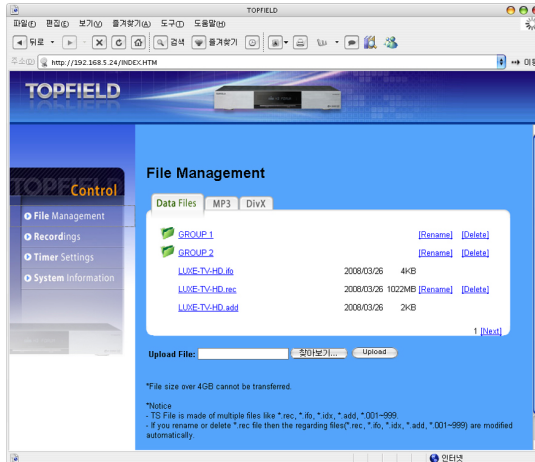 TOPFIELD
파일(F) 편집(E) 보기(V) 즐겨찾기(A) 도구(T) 도움말(H)
뒤로 검색 즐겨찾기
주소(D) http://192.168.5.24/INDEX.HTM
TOPFIELD
TOPFIELD
Control
File Management
Recordings
Timer Settings
System Information
File Management
Data Files MP3 DivX
GROUP 1 [Rename] [Delete]
GROUP 2 [Rename] [Delete]
LUXE-TV-HD.ifo 2008/03/26 4KB
LUXE-TV-HD.rec 2008/03/26 1022MB [Rename] [Delete]
LUXE-TV-HD.add 2008/03/26 2KB
1 [Next]
Upload File: 찾아보기... Upload
*File size over 4GB cannot be transferred.
*Notice
- TS File is made of multiple files like *.rec, *.ifo, *.idx, *.add, *.001~999.
- If you rename or delete *.rec file then the regarding files(*.rec, *.ifo, *.idx, *.add, *.001~999) are modified
automatically.
인터넷